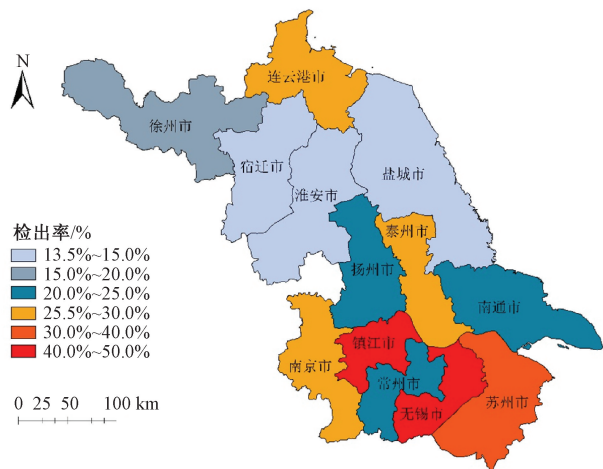 N
连云港市
徐州市
宿迁市
淮安市
盐城市
泰州市
扬州市
南通市
镇江市
南京市
常州市
苏州市
无锡市
检出率/%
13.5%~15.0%
15.0%~20.0%
20.0%~25.0%
25.5%~30.0%
30.0%~40.0%
40.0%~50.0%
0 25 50 100 km